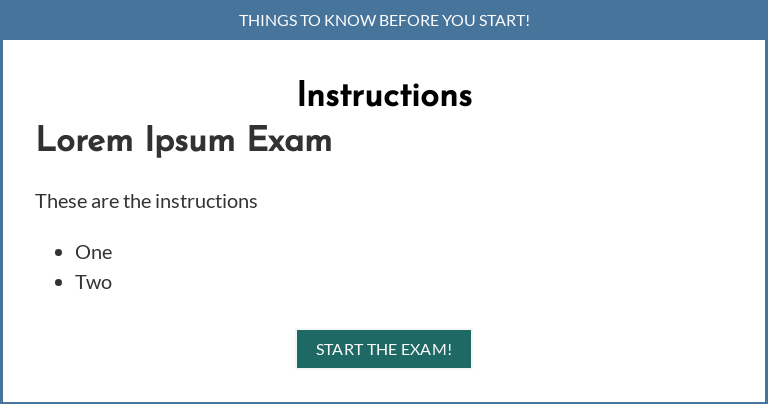 THINGS TO KNOW BEFORE YOU START!
Instructions
Lorem Ipsum Exam
These are the instructions
One
Two
START THE EXAM!